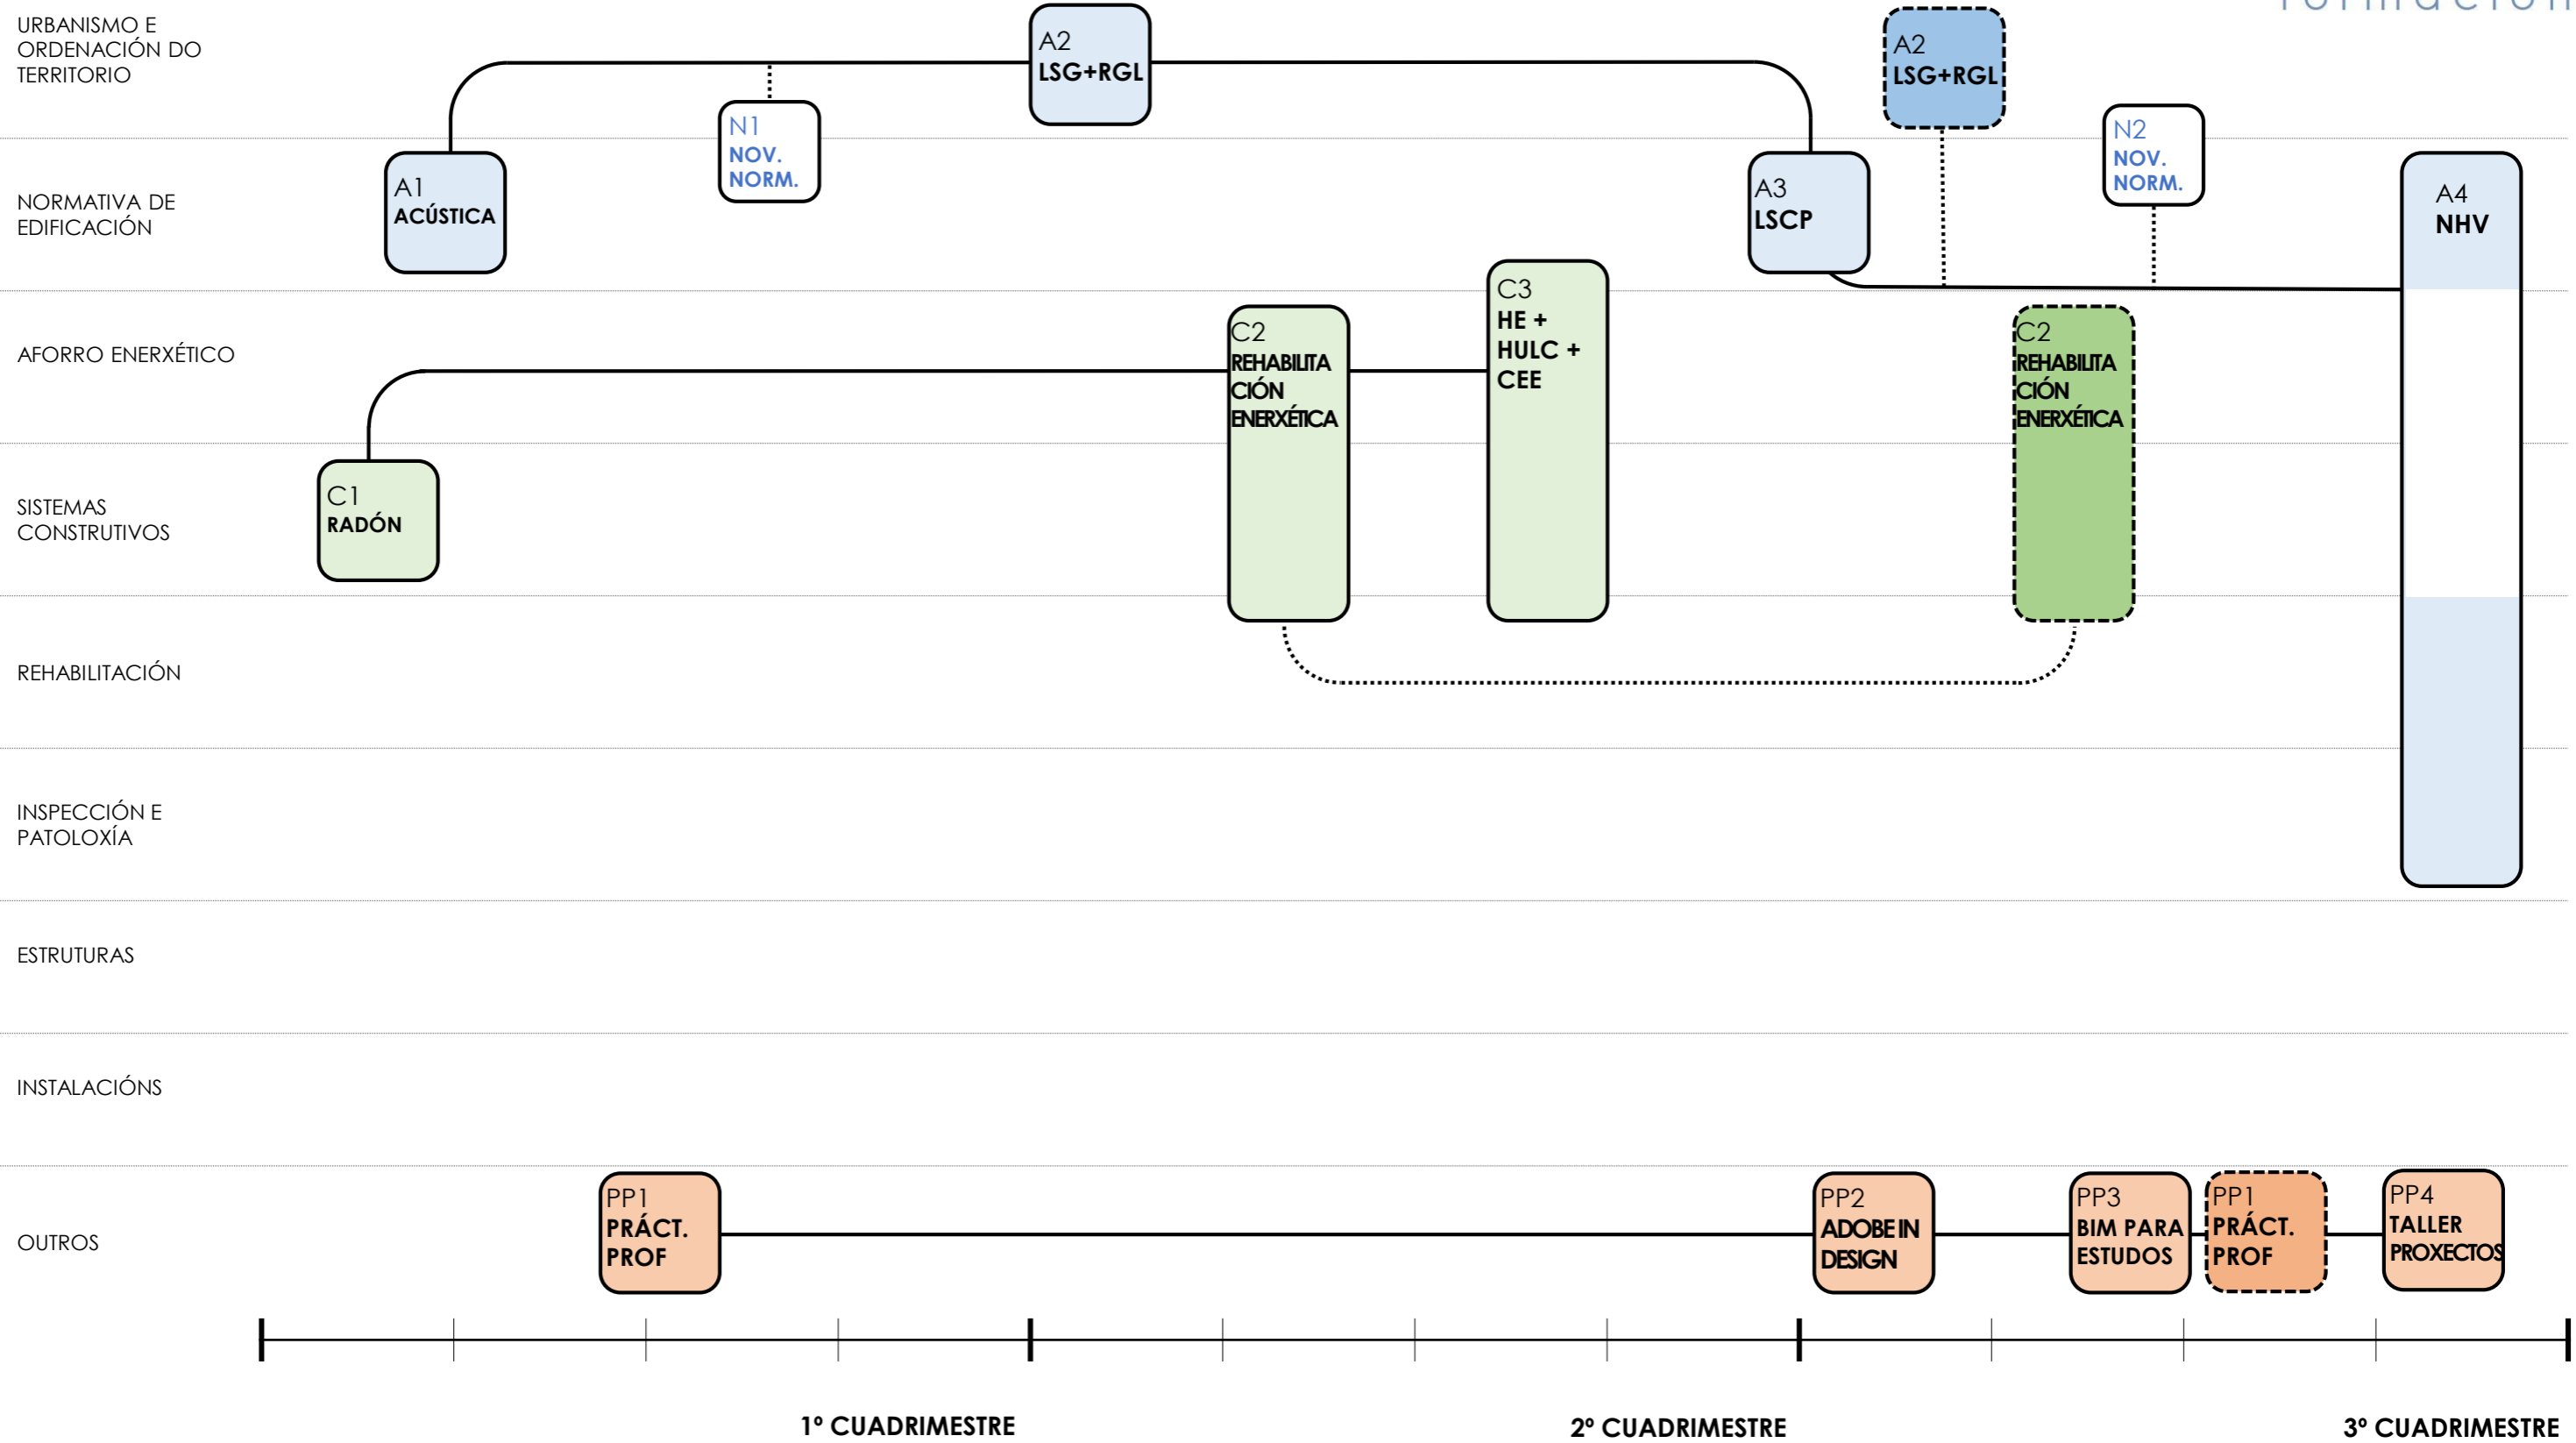 formación
URBANISMO E
ORDENACIÓN DO
TERRITORIO
A2
LSG+RGL
A2
LSG+RGL
N1
NOV.
NORM.
N2
NOV.
NORM.
NORMATIVA DE
EDIFICACIÓN
A1
ACÚSTICA
A3
LSCP
A4
NHV
AFORRO ENERXÉTICO
C2
REHABILITA
CIÓN
ENERXÉTICA
C3
HE +
HULC +
CEE
C2
REHABILITA
CIÓN
ENERXÉTICA
SISTEMAS
CONSTRUTIVOS
C1
RADÓN
REHABILITACIÓN
INSPECCIÓN E
PATOLOXÍA
ESTRUTURAS
INSTALACIÓNS
OUTROS
PP1
PRÁCT.
PROF
PP2
ADOBE IN
DESIGN
PP3
BIM PARA
ESTUDOS
PP1
PRÁCT.
PROF
PP4
TALLER
PROXECTOS
1º CUADRIMESTRE
2º CUADRIMESTRE
3º CUADRIMESTRE